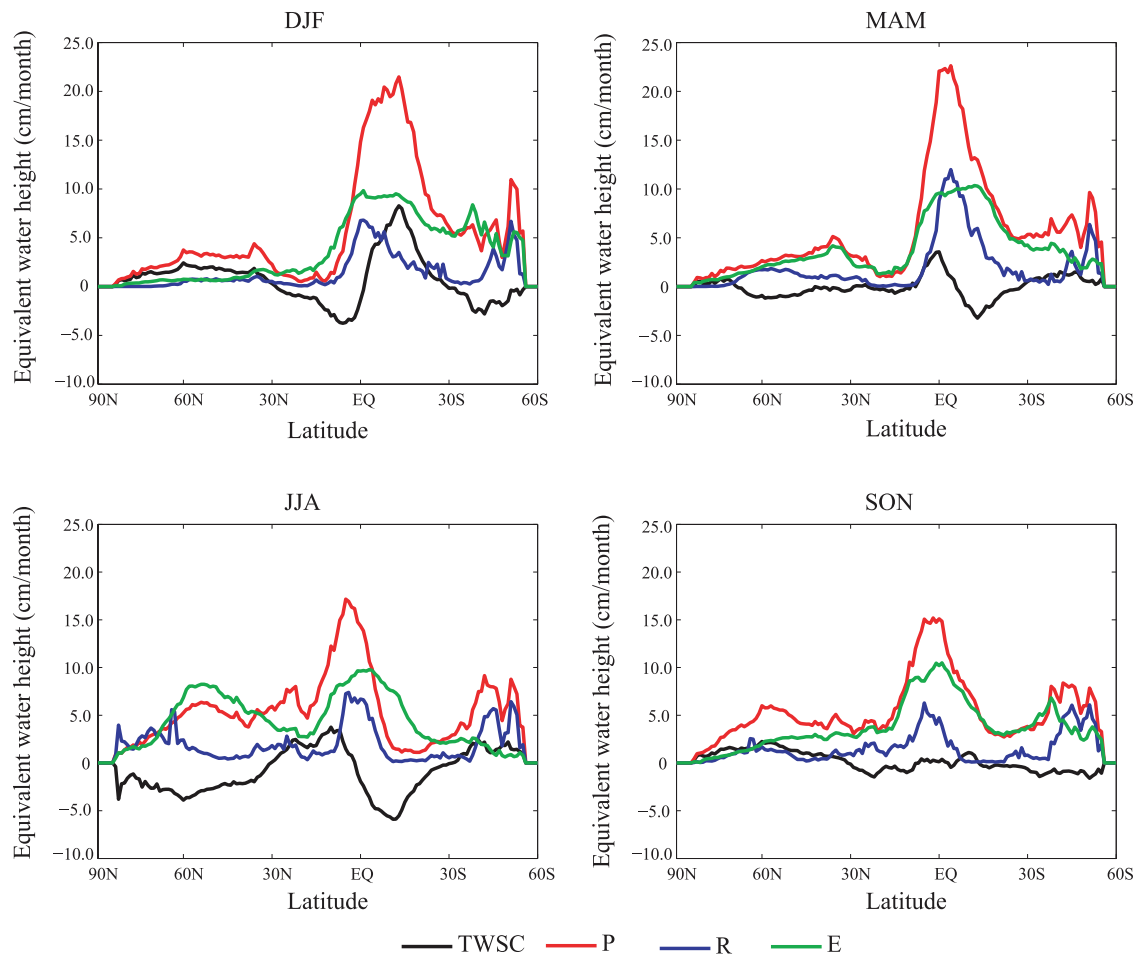 DJF
MAM
Equivalent water height (cm/month)
25.0
20.0
15.0
10.0
5.0
0
−5.0
−10.0
90N 60N 30N EQ 30S 60S
Latitude
Equivalent water height (cm/month)
25.0
20.0
15.0
10.0
5.0
0
−5.0
−10.0
90N 60N 30N EQ 30S 60S
Latitude
JJA
SON
Equivalent water height (cm/month)
25.0
20.0
15.0
10.0
5.0
0
−5.0
−10.0
90N 60N 30N EQ 30S 60S
Latitude
Equivalent water height (cm/month)
25.0
20.0
15.0
10.0
5.0
0
−5.0
−10.0
90N 60N 30N EQ 30S 60S
Latitude
TWSC P R E